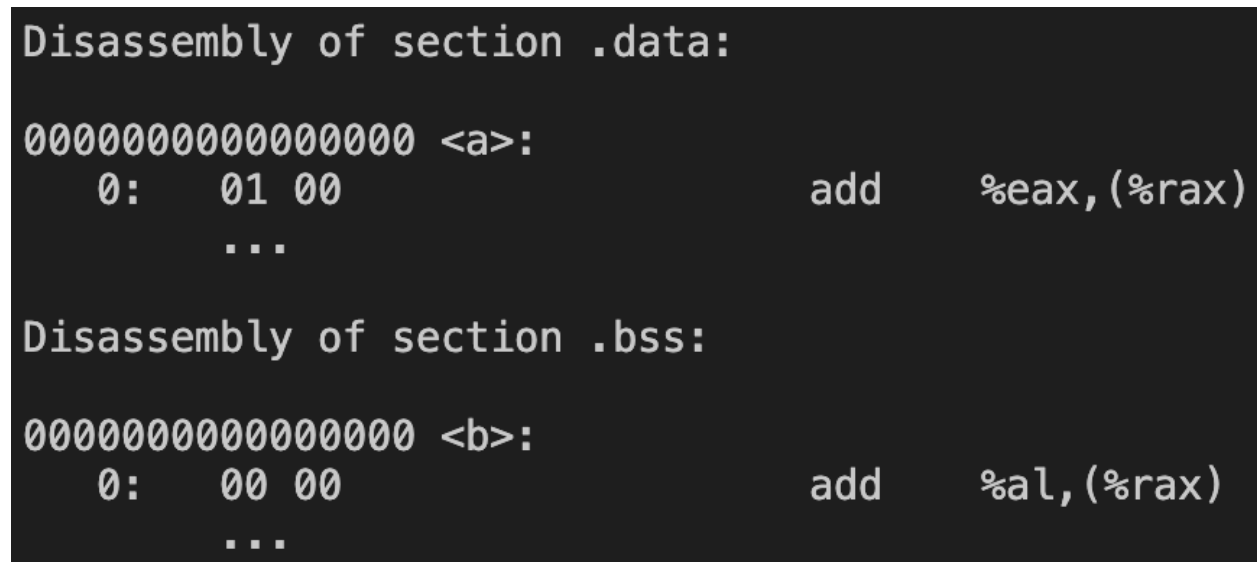 Disassembly of section .data:
0000000000000000 <a>:
0: 01 00 add %eax,(%rax)
...
Disassembly of section .bss:
0000000000000000 <b>:
0: 00 00 add %al,(%rax)
...